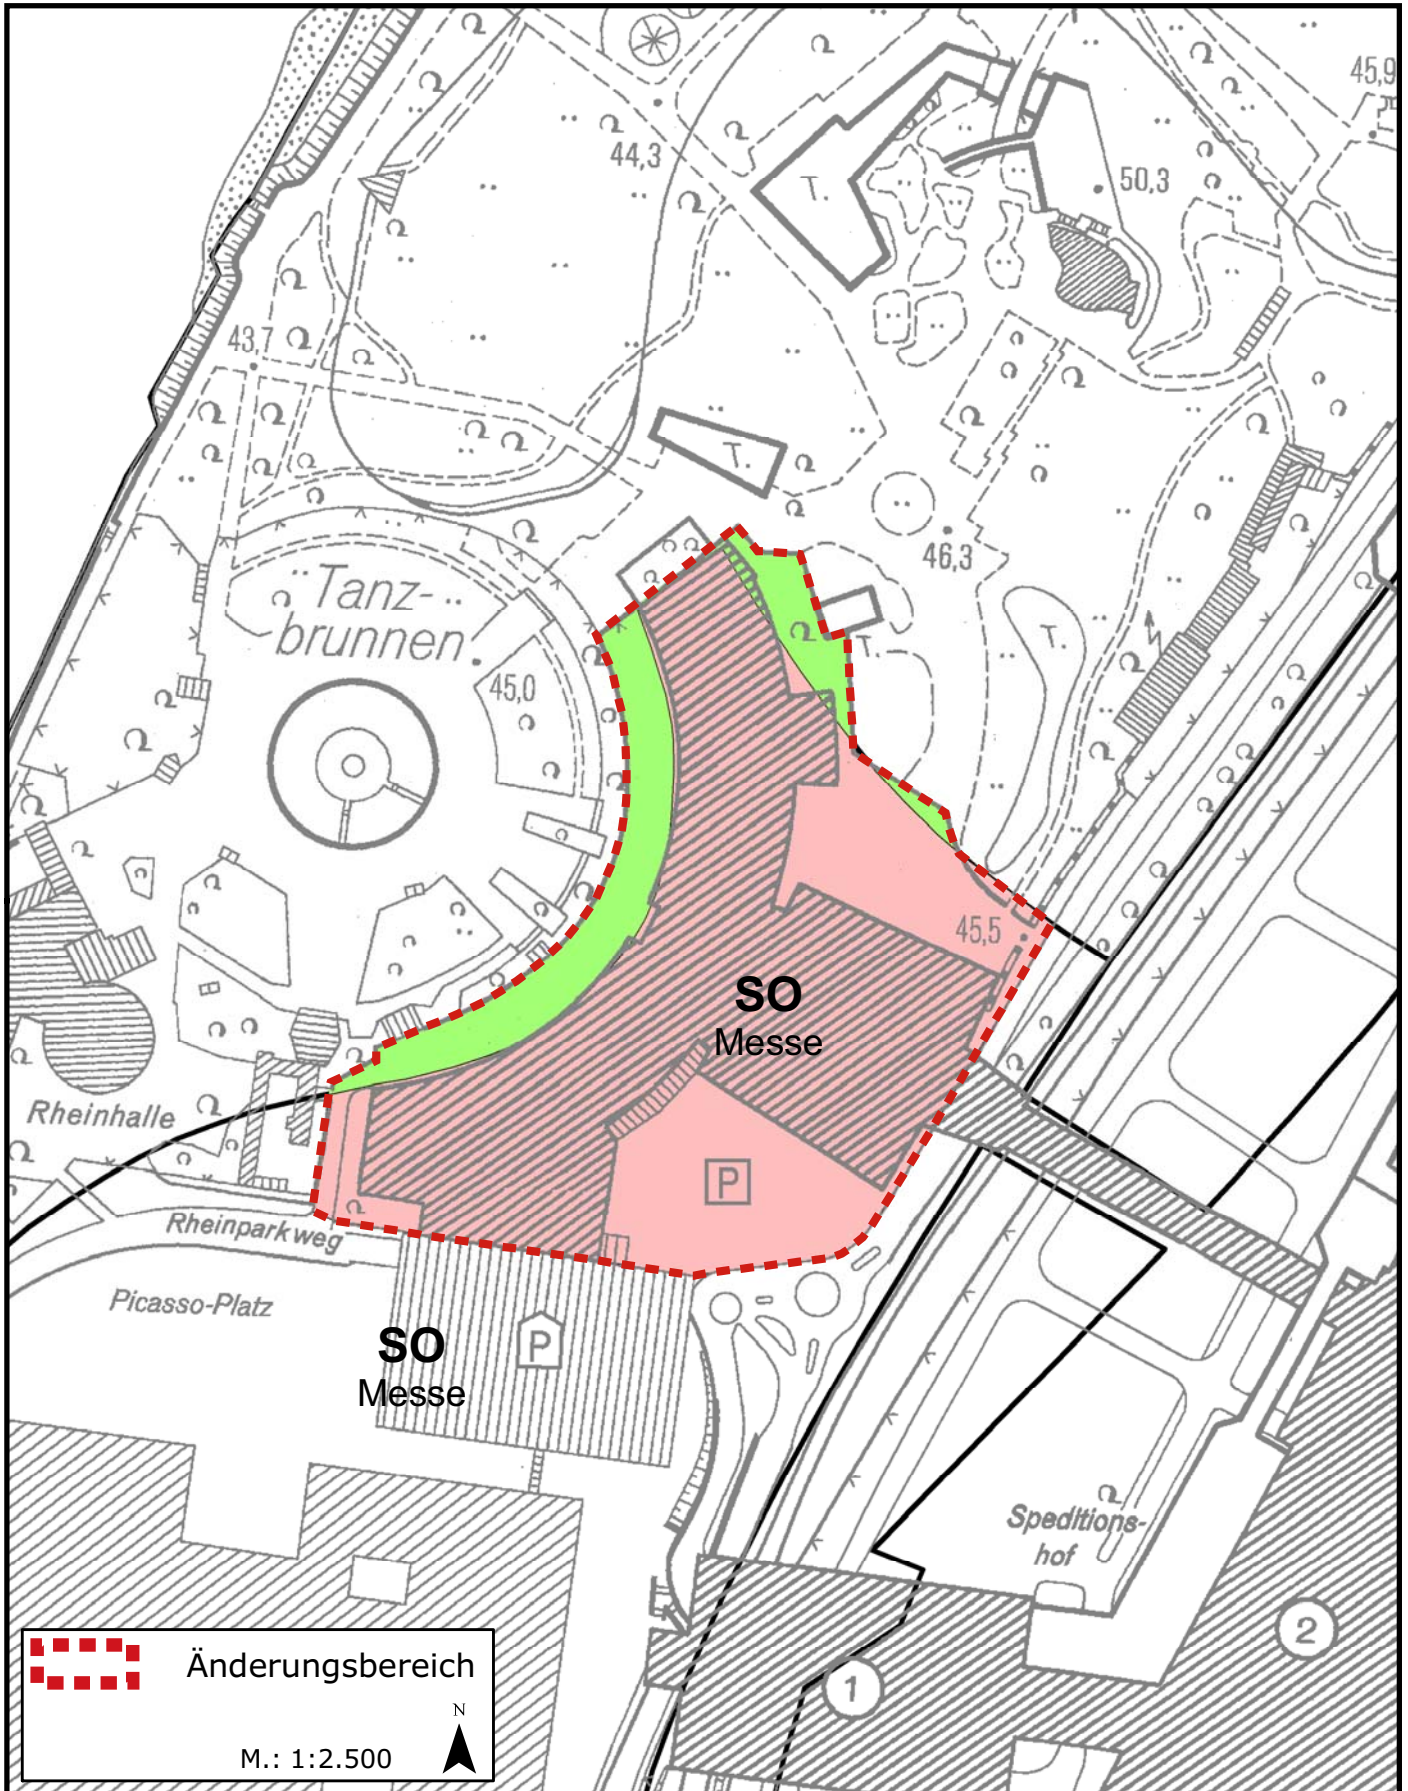 45,9
44,3
T.
50,3
43,7
T.
46,3
Tanz-
brunnen
T.
T.
45,0
45,5
SO
Messe
Rheinhalle
P
Rheinparkweg
Picasso-Platz
SO
Messe
P
Speditions-
hof
2
1
Änderungsbereich
N
M.: 1:2.500